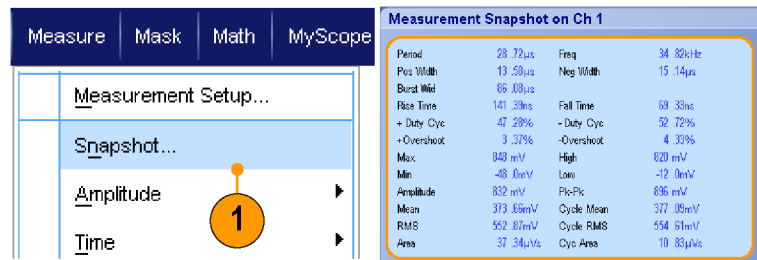 Measure Mask Math MyScope
Measurement Setup...
Snapshot...
Amplitude
Time
1
Measurement Snapshot on Ch 1
Period 28 .72µs Freq 34 .82kHz
Pos Width 13 .58µs Neg Width 15 .14µs
Burst Wid 86 .08µs
Rise Time 141 .39ns Fall Time 69 .33ns
+ Duty Cyc 47 .28% - Duty Cyc 52 .72%
+Overshoot 3 .37% -Overshoot 4 .33%
Max 848 mV High 820 mV
Min -48 .0mV Low -12 .0mV
Amplitude 832 mV Pk-Pk 896 mV
Mean 373 .66mV Cycle Mean 377 .09mV
RMS 552 .87mV Cycle RMS 554 .61mV
Area 37 .34µVs Cyc Area 10 .83µVs